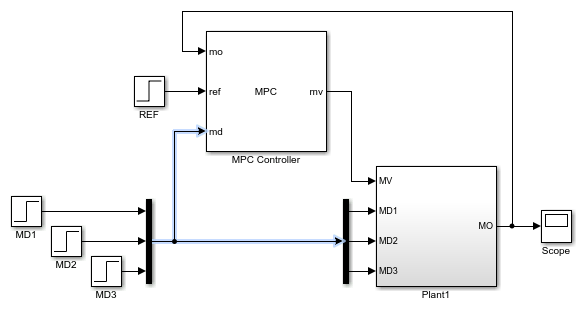 mo
ref
md
MPC
mv
REF
MPC Controller
MD1
MD2
MD3
MV
MD1
MD2
MD3
MO
Plant1
Scope